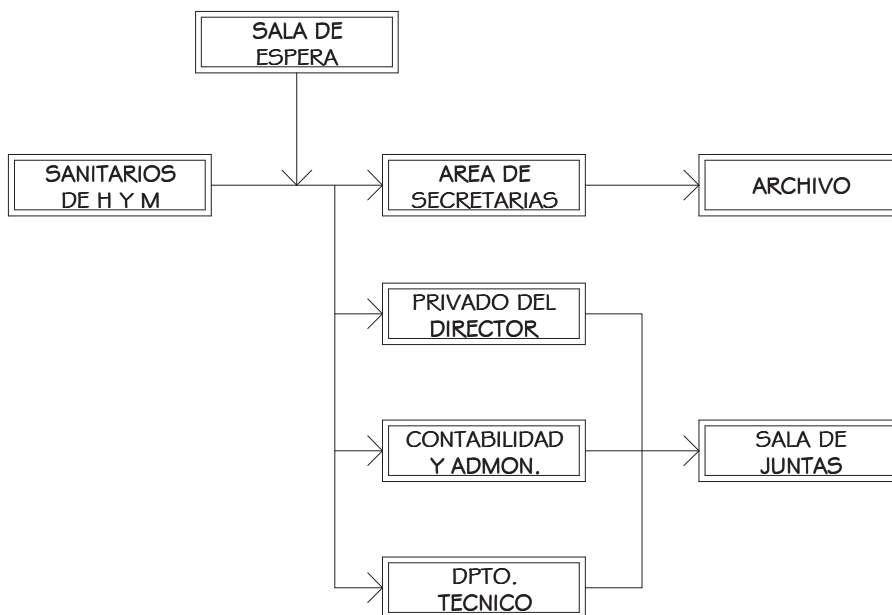 SALA DE
ESPERA
SANITARIOS
DE H Y M
AREA DE
SECRETARIAS
ARCHIVO
PRIVADO DEL
DIRECTOR
CONTABILIDAD
Y ADMON.
SALA DE
JUNTAS
DPTO.
TECNICO